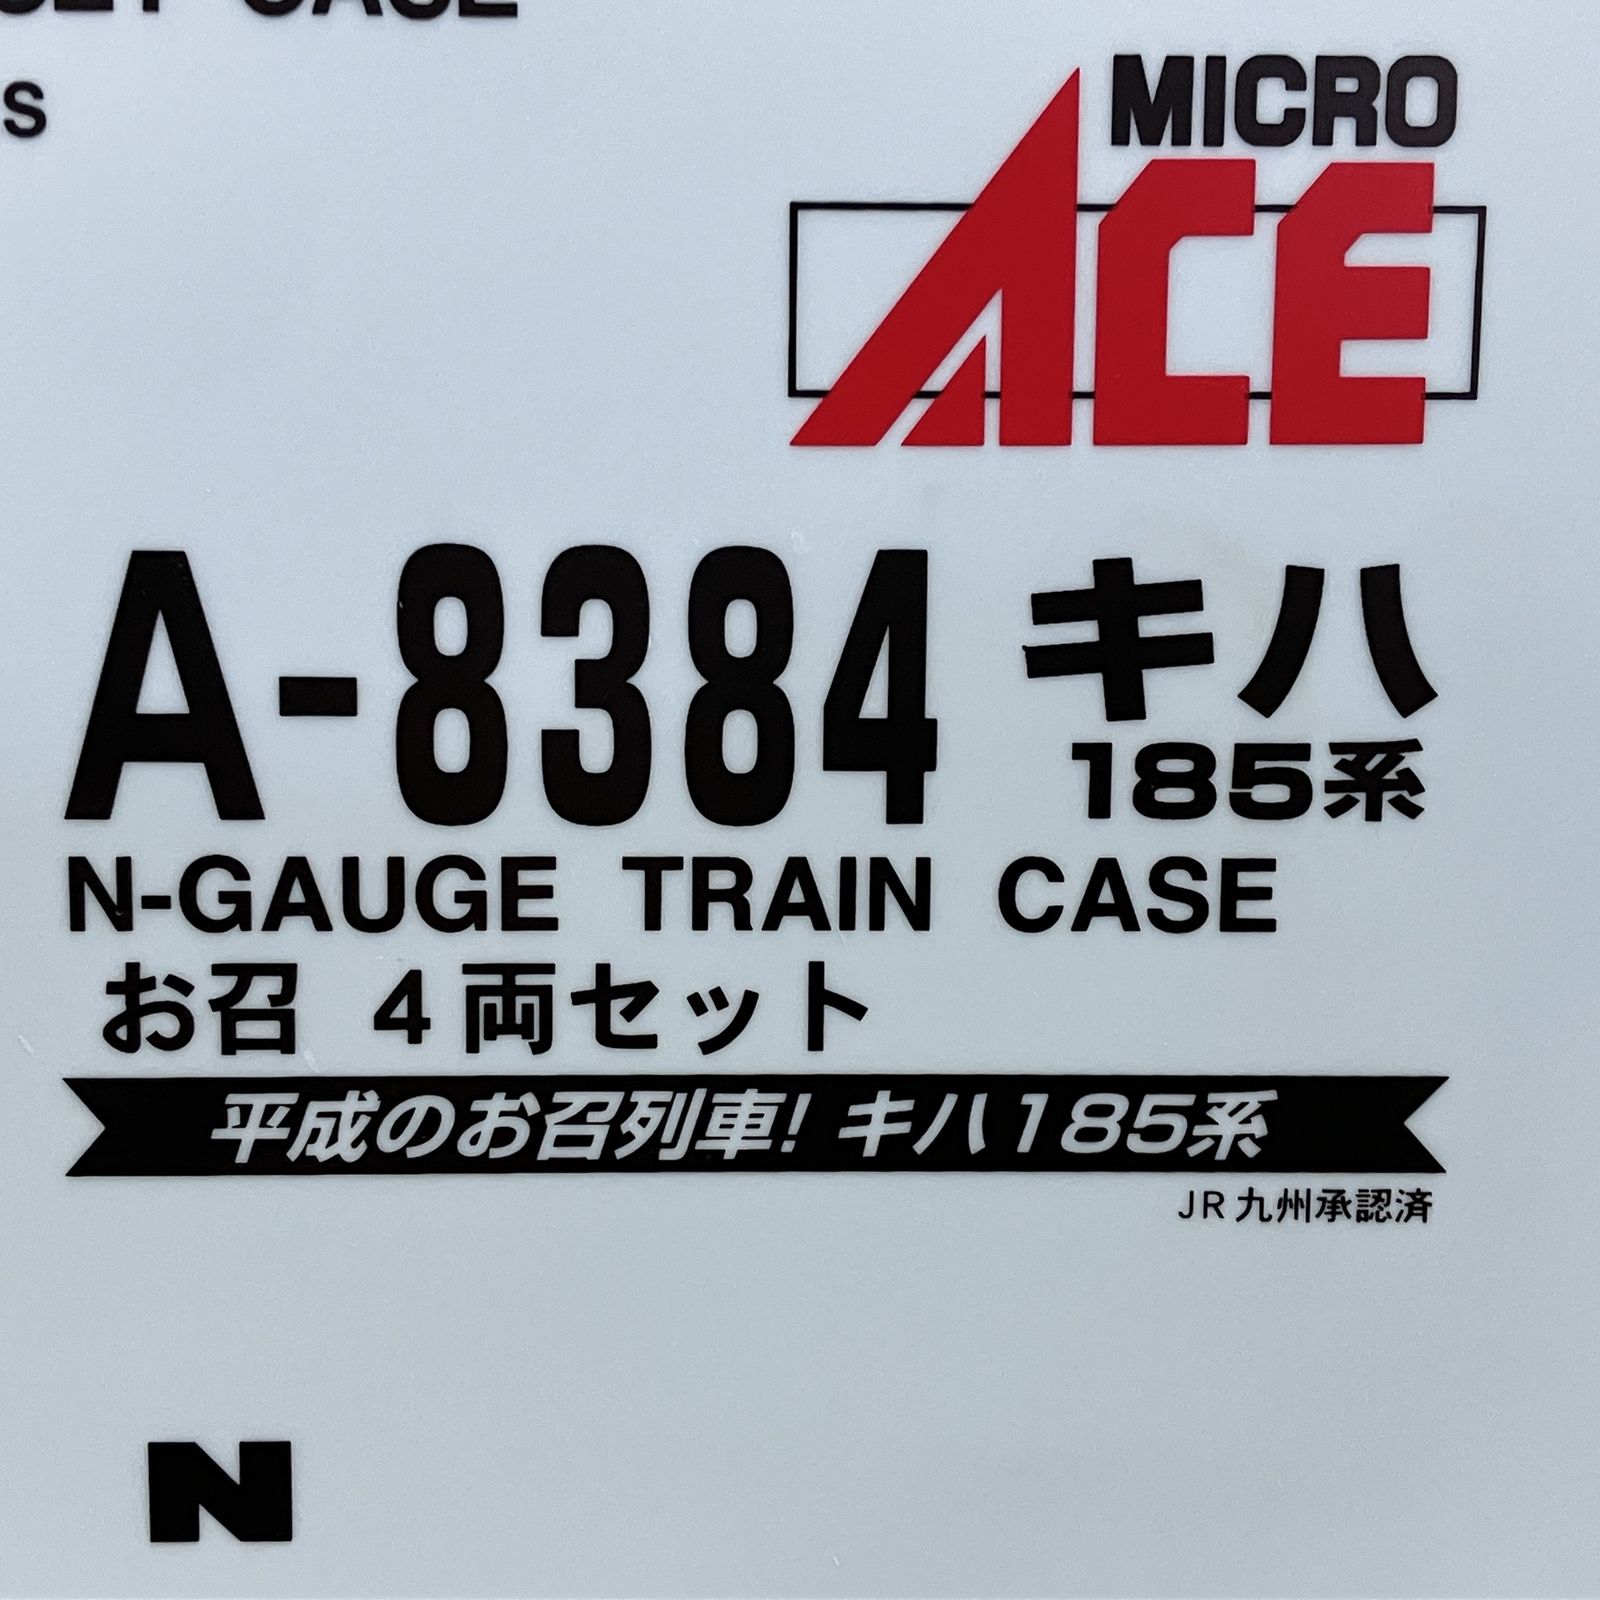 CASE
S
MICRO
ACE
A-8384 キハ
185系
N-GAUGE TRAIN CASE
お召 4両セット
平成のお召列車! キハ185系
JR九州承認済
N